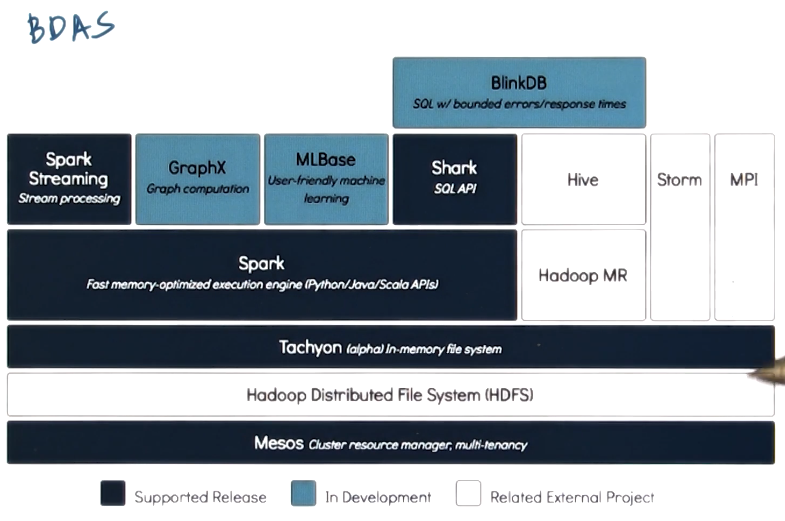 BDAS
BlinkDB
SQL w/ bounded errors/response times
Spark
Streaming
Stream processing
GraphX
Graph computation
MLBase
User-friendly machine
learning
Shark
SQL API
Hive
Storm
MPI
Spark
Fast memory-optimized execution engine (Python/Java/Scala APIs)
Hadoop MR
Tachyon (alpha) In-memory file system
Hadoop Distributed File System (HDFS)
Mesos Cluster resource manager, multi-tenancy
Supported Release
In Development
Related External Project